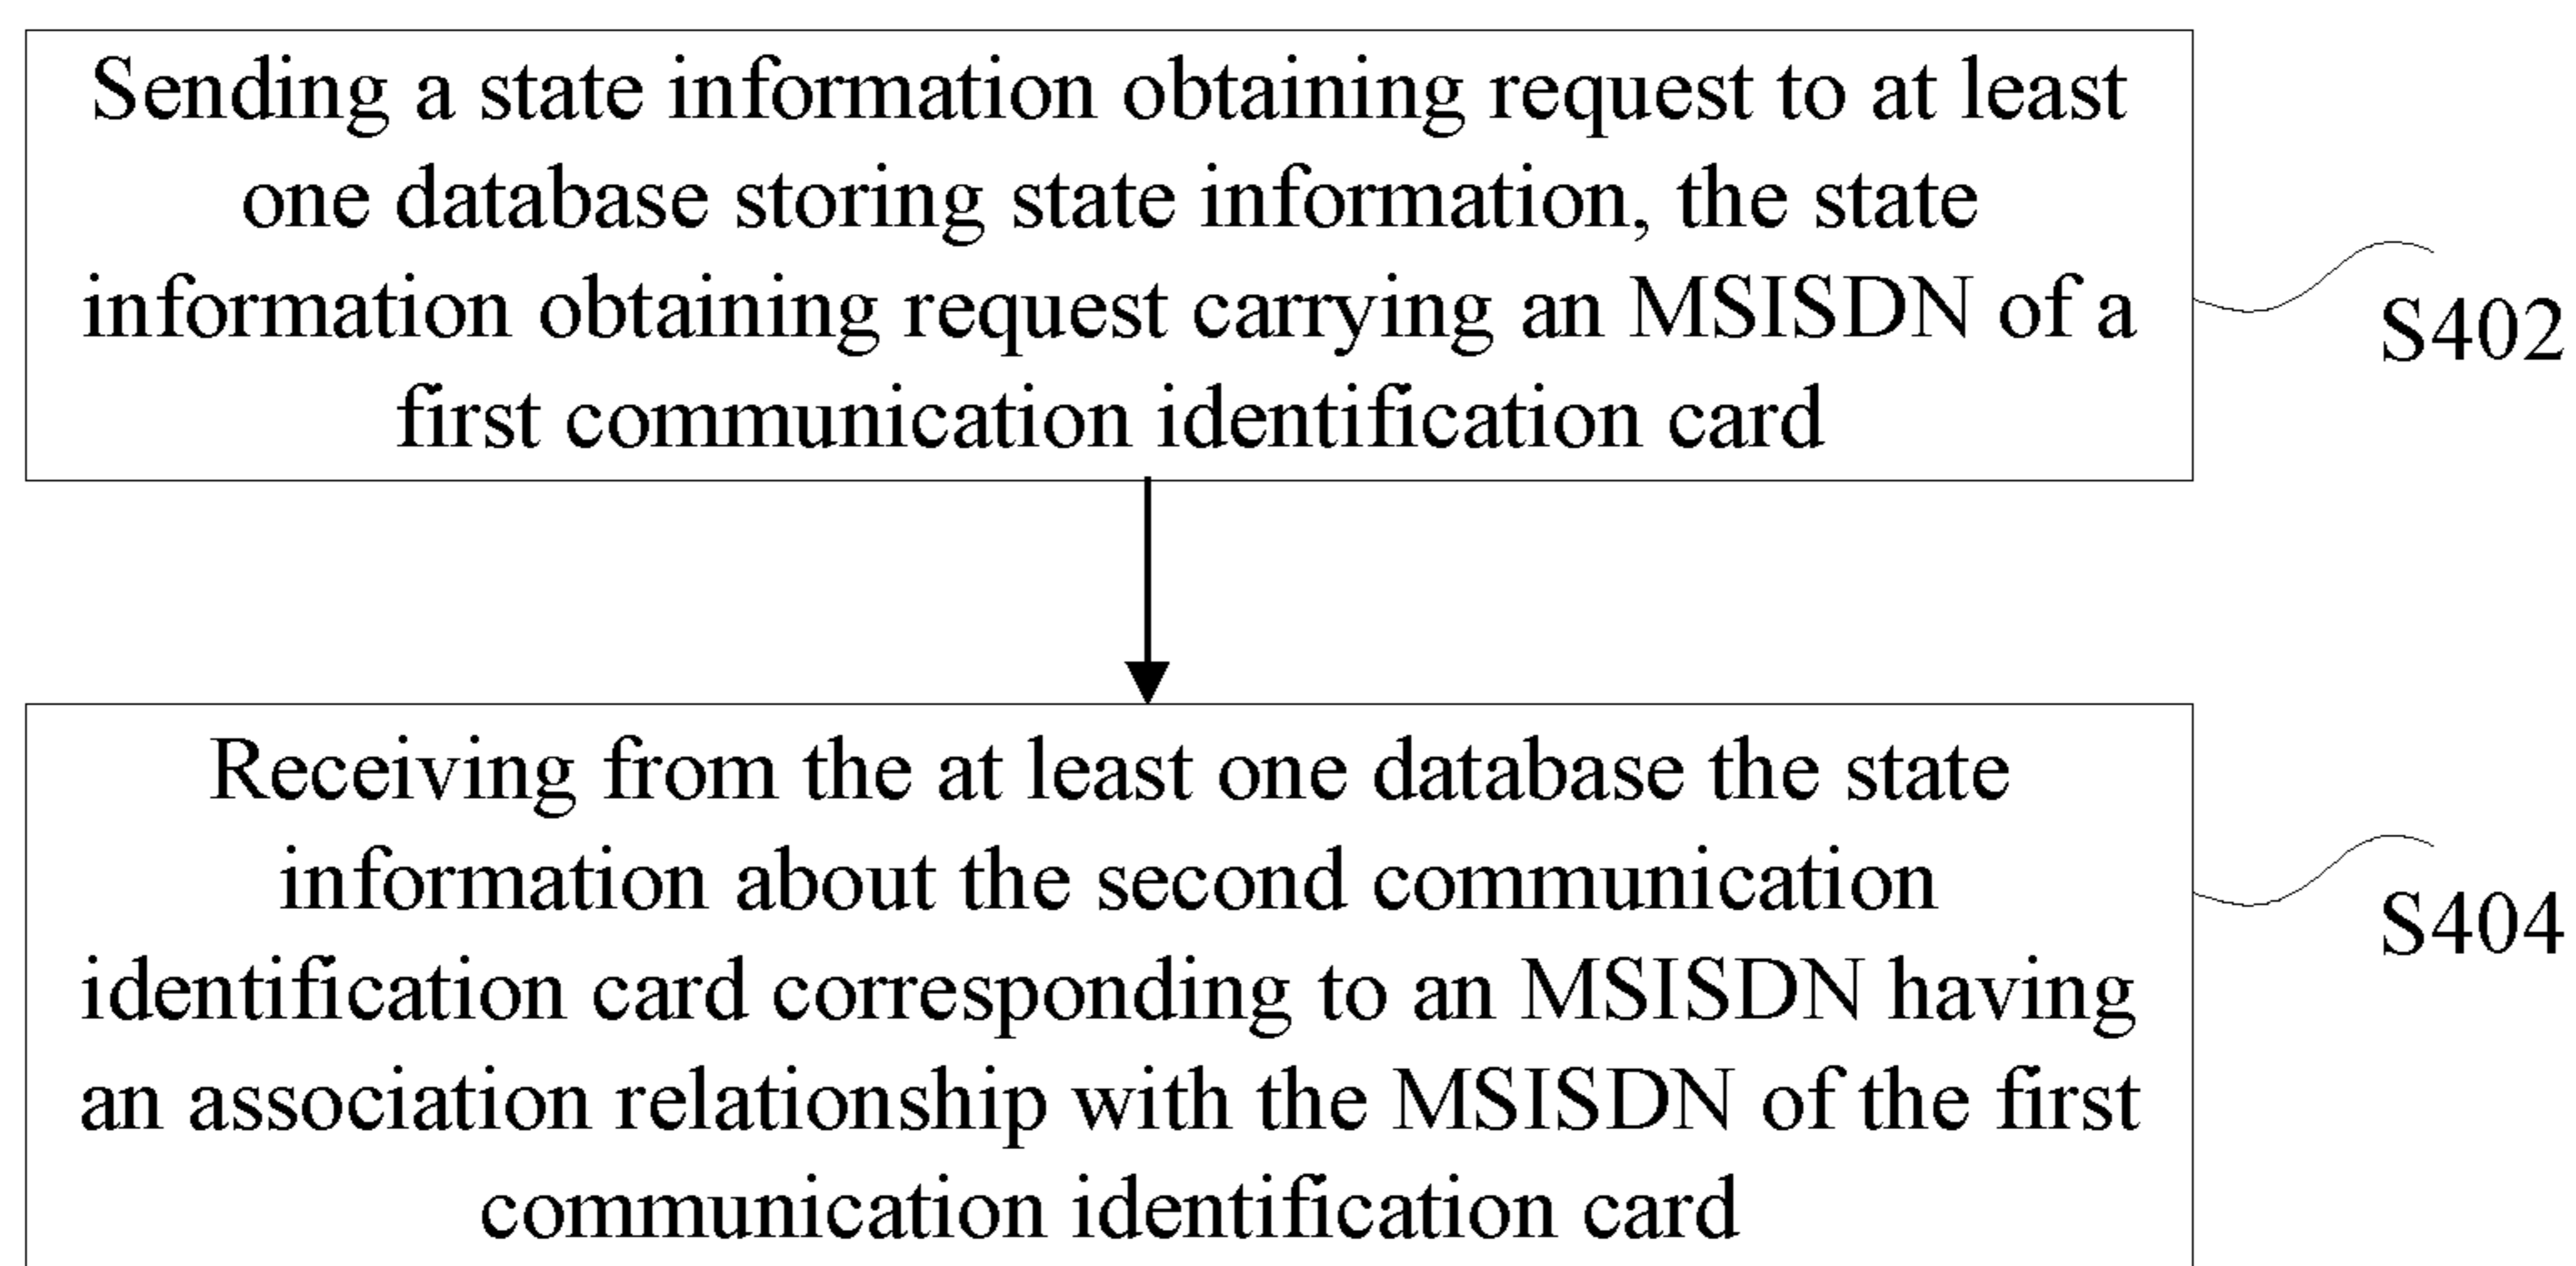 Sending a state information obtaining request to at least
one database storing state information, the state
information obtaining request carrying an MSISDN of a
first communication identification card
S402
Receiving from the at least one database the state
information about the second communication
identification card corresponding to an MSISDN having
an association relationship with the MSISDN of the first
communication identification card
S404